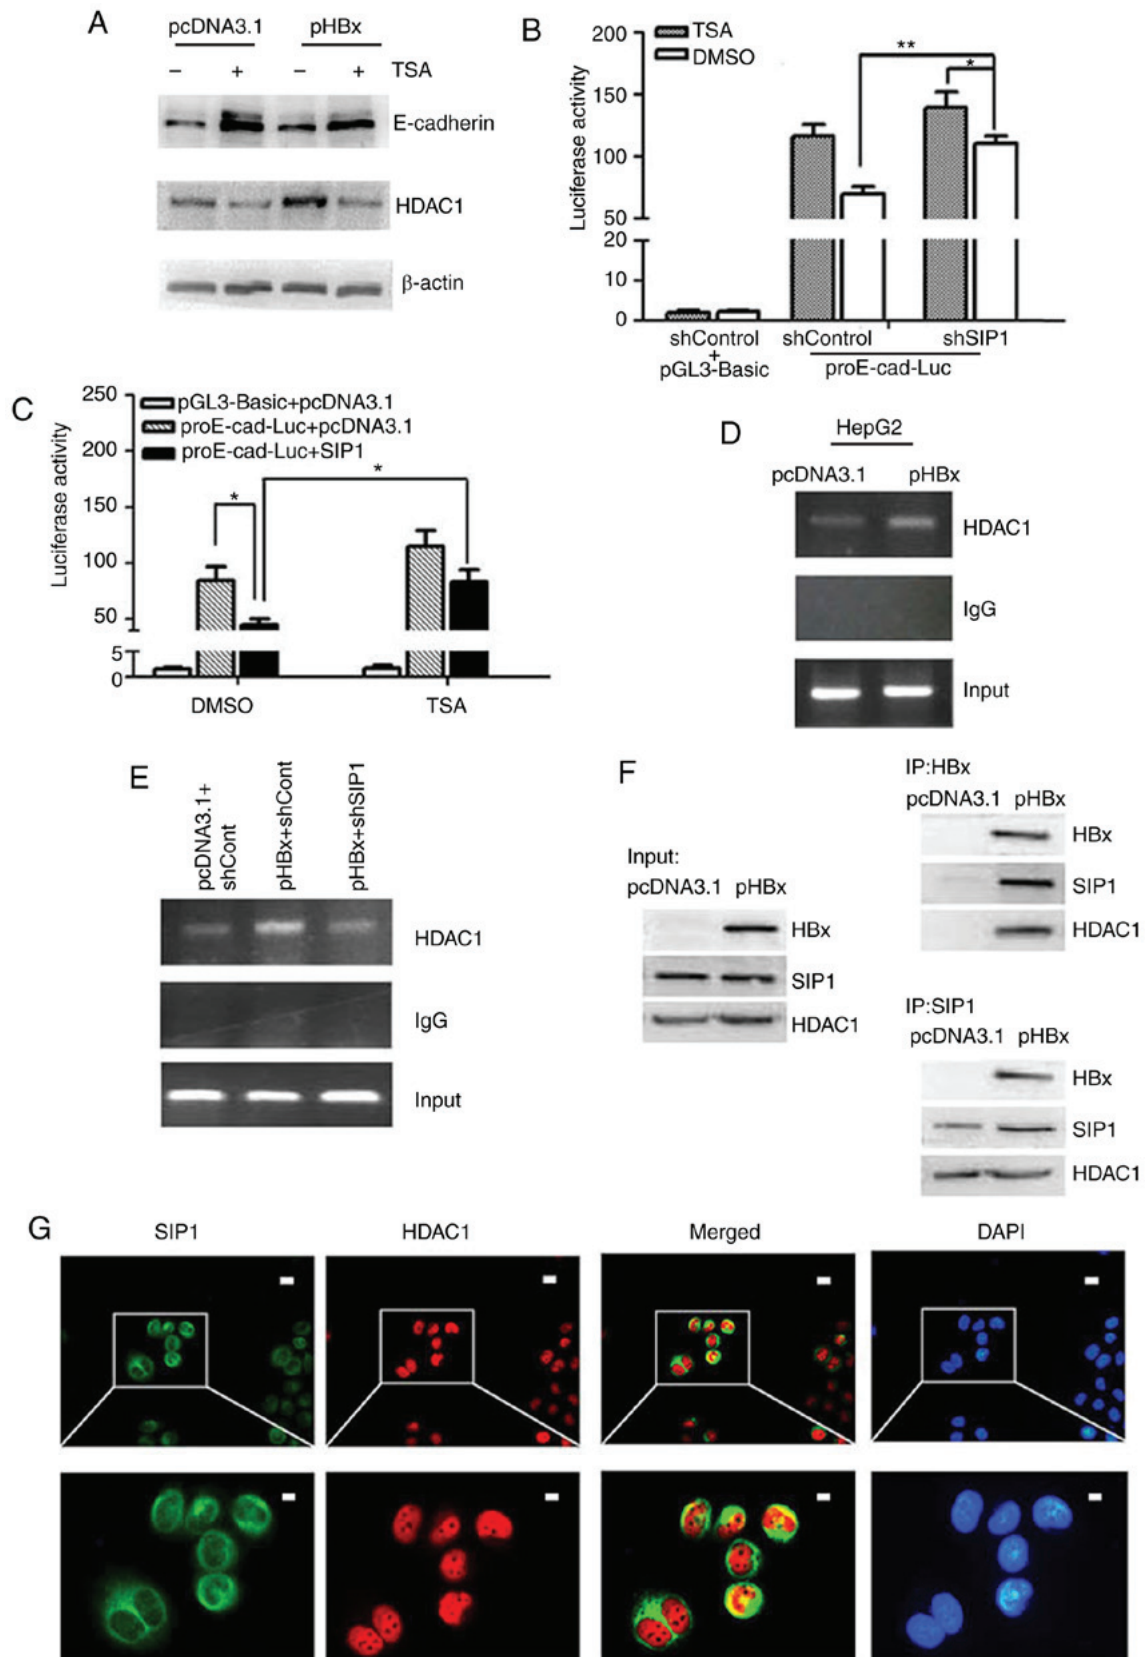 A
pcDNA3.1 pHBx
− + − + TSA
E-cadherin
HDAC1
β-actin
B
Luciferase activity
200
150
100
50
20
10
0
TSA
DMSO
**
*
shControl
+
pGL3-Basic
shControl shSIP1
proE-cad-Luc
C
Luciferase activity
250
200
150
100
50
5
0
pGL3-Basic+pcDNA3.1
proE-cad-Luc+pcDNA3.1
proE-cad-Luc+SIP1
*
*
DMSO TSA
D
HepG2
pcDNA3.1 pHBx
HDAC1
IgG
Input
E
pcDNA3.1+
shCont
pHBx+shCont
pHBx+shSIP1
HDAC1
IgG
Input
F
Input:
pcDNA3.1 pHBx
HBx
SIP1
HDAC1
IP:HBx
pcDNA3.1 pHBx
HBx
SIP1
HDAC1
IP:SIP1
pcDNA3.1 pHBx
HBx
SIP1
HDAC1
G
SIP1 HDAC1 Merged DAPI